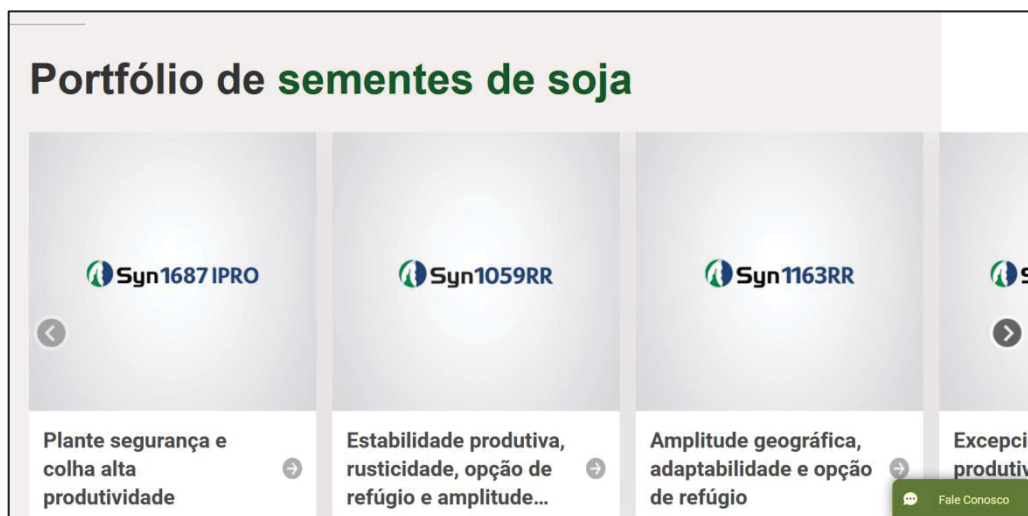 Portfólio de sementes de soja
Syn1687 IPRO
Syn1059RR
Syn1163RR
Plante segurança e
colha alta
produtividade
Estabilidade produtiva,
rusticidade, opção de
refúgio e amplitude...
Amplitude geográfica,
adaptabilidade e opção
de refúgio
Fale Conosco